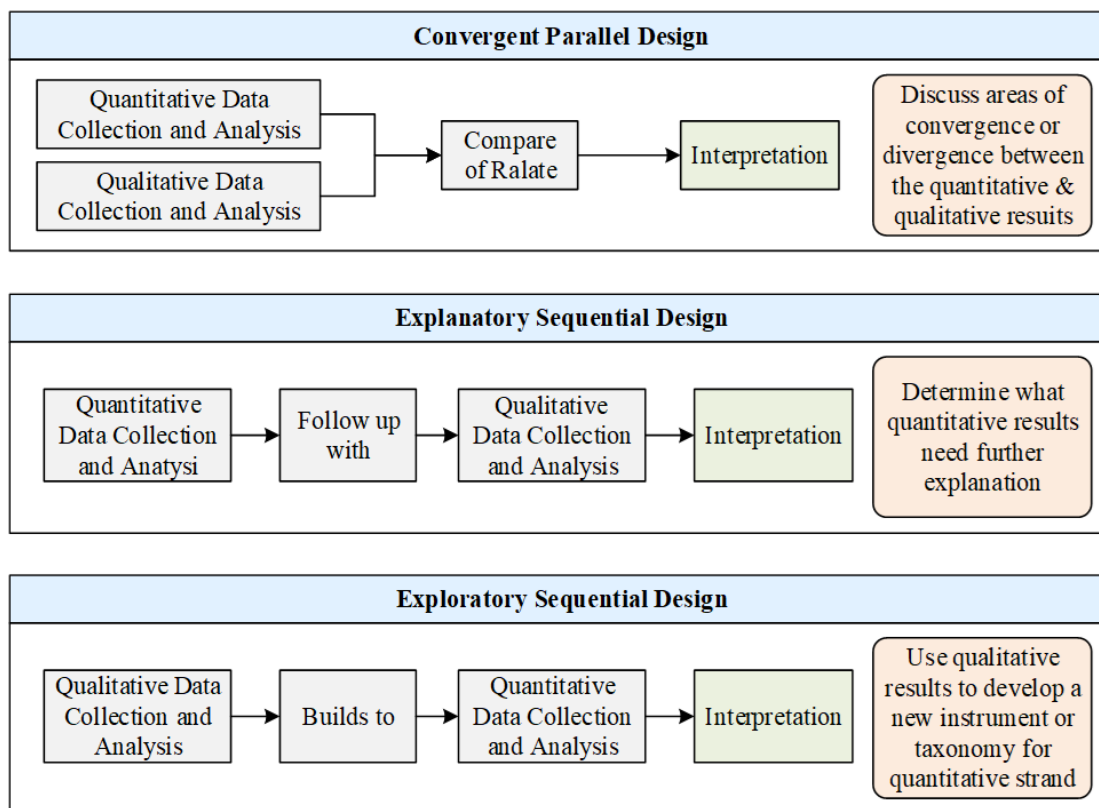 Convergent Parallel Design
Quantitative Data
Collection and Analysis
Qualitative Data
Collection and Analysis
Compare
of Ralate
Interpretation
Discuss areas of
convergence or
divergence between
the quantitative &
qualitative resuits
Explanatory Sequential Design
Quantitative
Data Collection
and Anatysi
Follow up
with
Qualitative
Data Collection
and Analysis
Interpretation
Determine what
quantitative results
need further
explanation
Exploratory Sequential Design
Qualitative Data
Collection and
Analysis
Builds to
Quantitative
Data Collection
and Analysis
Interpretation
Use qualitative
results to develop a
new instrument or
taxonomy for
quantitative strand